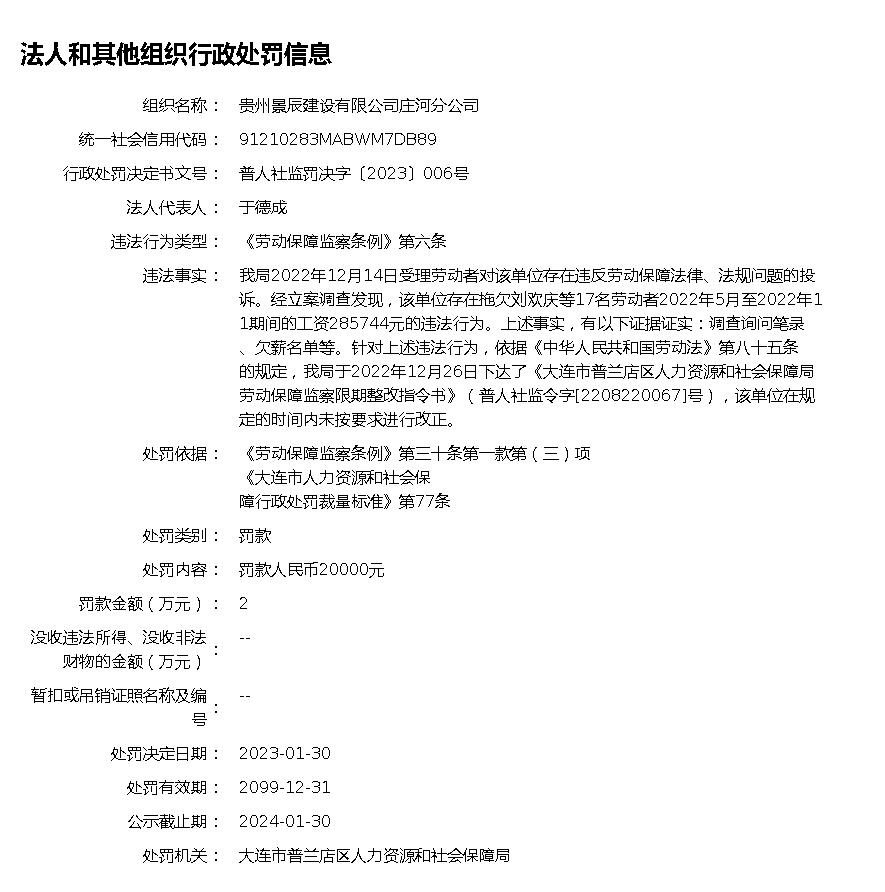 法人和其他组织行政处罚信息
组织名称： 贵州景辰建设有限公司庄河分公司
统一社会信用代码： 91210283MABWM7DB89
行政处罚决定书文号： 普人社监罚决字〔2023〕006号
法人代表人： 于德成
违法行为类型： 《劳动保障监察条例》第六条
违法事实： 我局2022年12月14日受理劳动者对该单位存在违反劳动保障法律、法规问题的投
诉。经立案调查发现，该单位存在拖欠刘欢庆等17名劳动者2022年5月至2022年1
1期间的工资285744元的违法行为。上述事实，有以下证据证实：调查询问笔录
、欠薪名单等。针对上述违法行为，依据《中华人民共和国劳动法》第八十五条
的规定，我局于2022年12月26日下达了《大连市普兰店区人力资源和社会保障局
劳动保障监察限期整改指令书》（普人社监令字[2208220067]号），该单位在规
定的时间内未按要求进行改正。
处罚依据： 《劳动保障监察条例》第三十条第一款第（三）项
《大连市人力资源和社会保
障行政处罚裁量标准》第77条
处罚类别： 罚款
处罚内容： 罚款人民币20000元
罚款金额（万元）： 2
没收违法所得、没收非法
财物的金额（万元）： --
暂扣或吊销证照名称及编
号： --
处罚决定日期： 2023-01-30
处罚有效期： 2099-12-31
公示截止期： 2024-01-30
处罚机关： 大连市普兰店区人力资源和社会保障局